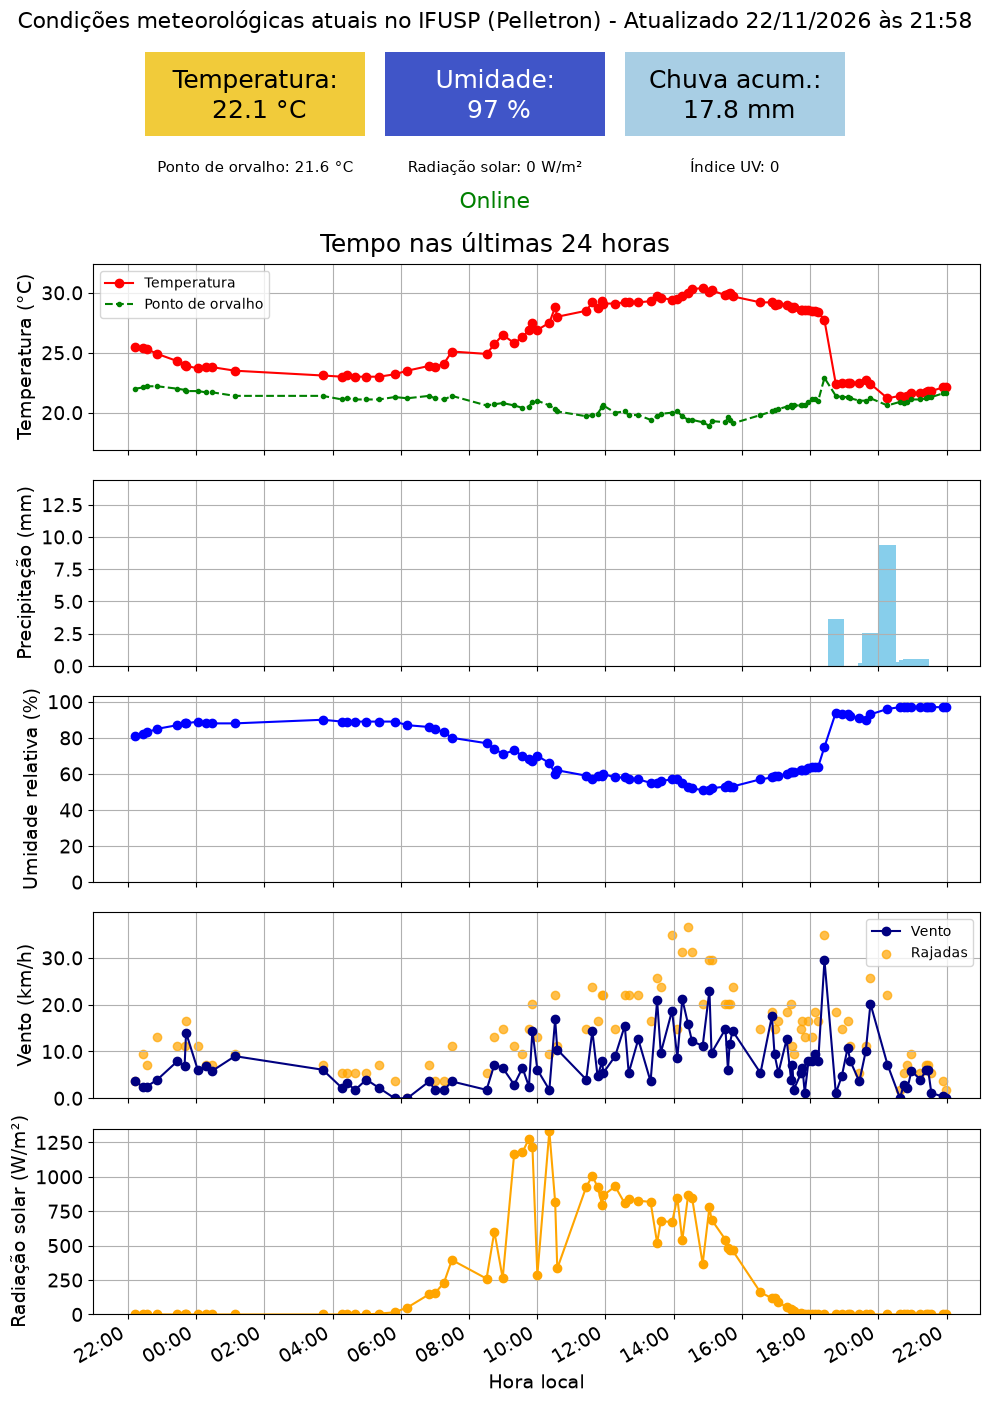 Condições meteorológicas atuais no IFUSP (Pelletron) - Atualizado 22/11/2026 às 21:58
Temperatura:
22.1 °C
Umidade:
97 %
Chuva acum.:
17.8 mm
Ponto de orvalho: 21.6 °C
Radiação solar: 0 W/m²
Índice UV: 0
Online
Tempo nas últimas 24 horas
Temperatura (°C)
30.0
25.0
20.0
Temperatura
Ponto de orvalho
Precipitação (mm)
12.5
10.0
7.5
5.0
2.5
0.0
Umidade relativa (%)
100
80
60
40
20
0
Vento (km/h)
30.0
20.0
10.0
0.0
Vento
Rajadas
Radiação solar (W/m²)
1250
1000
750
500
250
0
22:00
00:00
02:00
04:00
06:00
08:00
10:00
12:00
14:00
16:00
18:00
20:00
22:00
Hora local